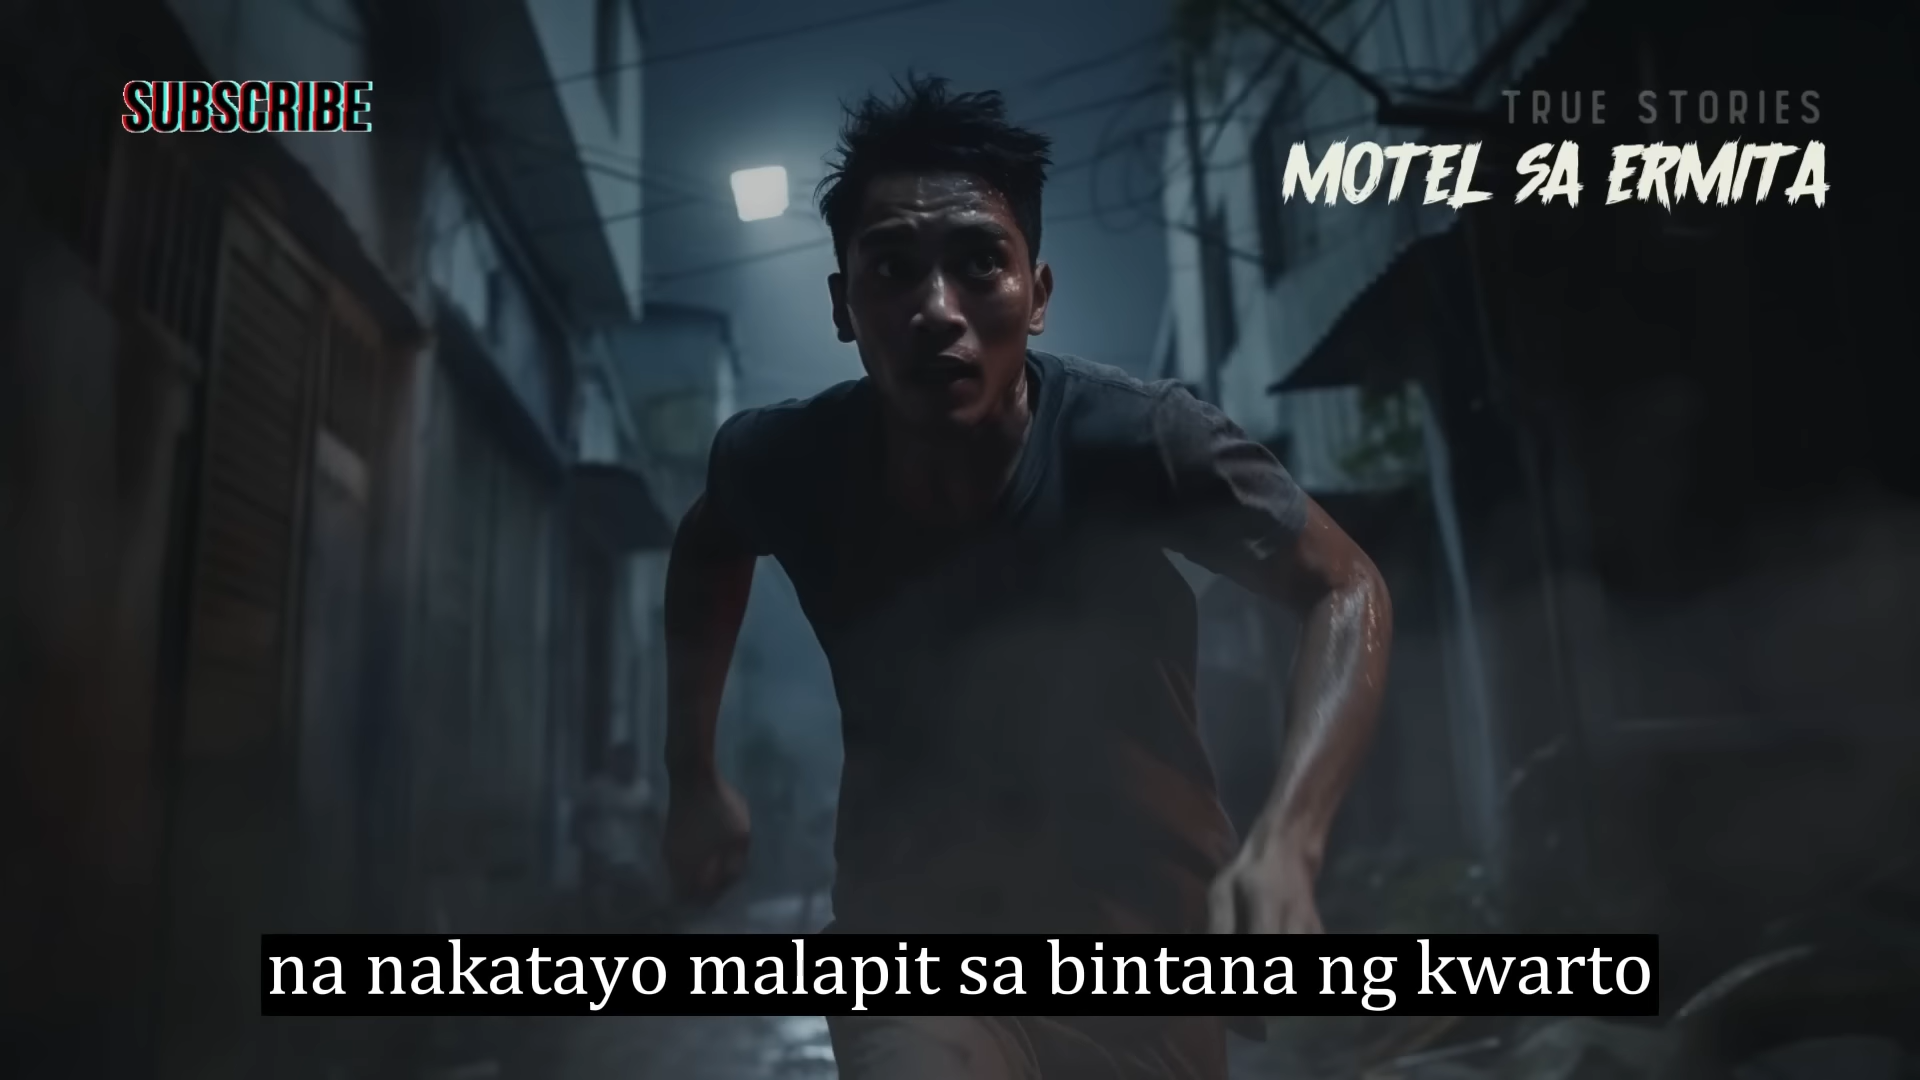 SUBSCRIBE
TRUE STORIES
MOTEL SA ERMITA
na nakatayo malapit sa bintana ng kwarto